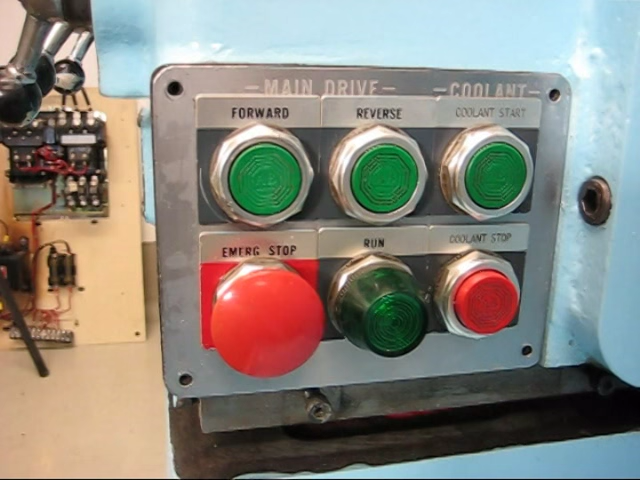 MAIN DRIVE COOLANT
FORWARD REVERSE COOLANT START
EMERG STOP RUN COOLANT STOP